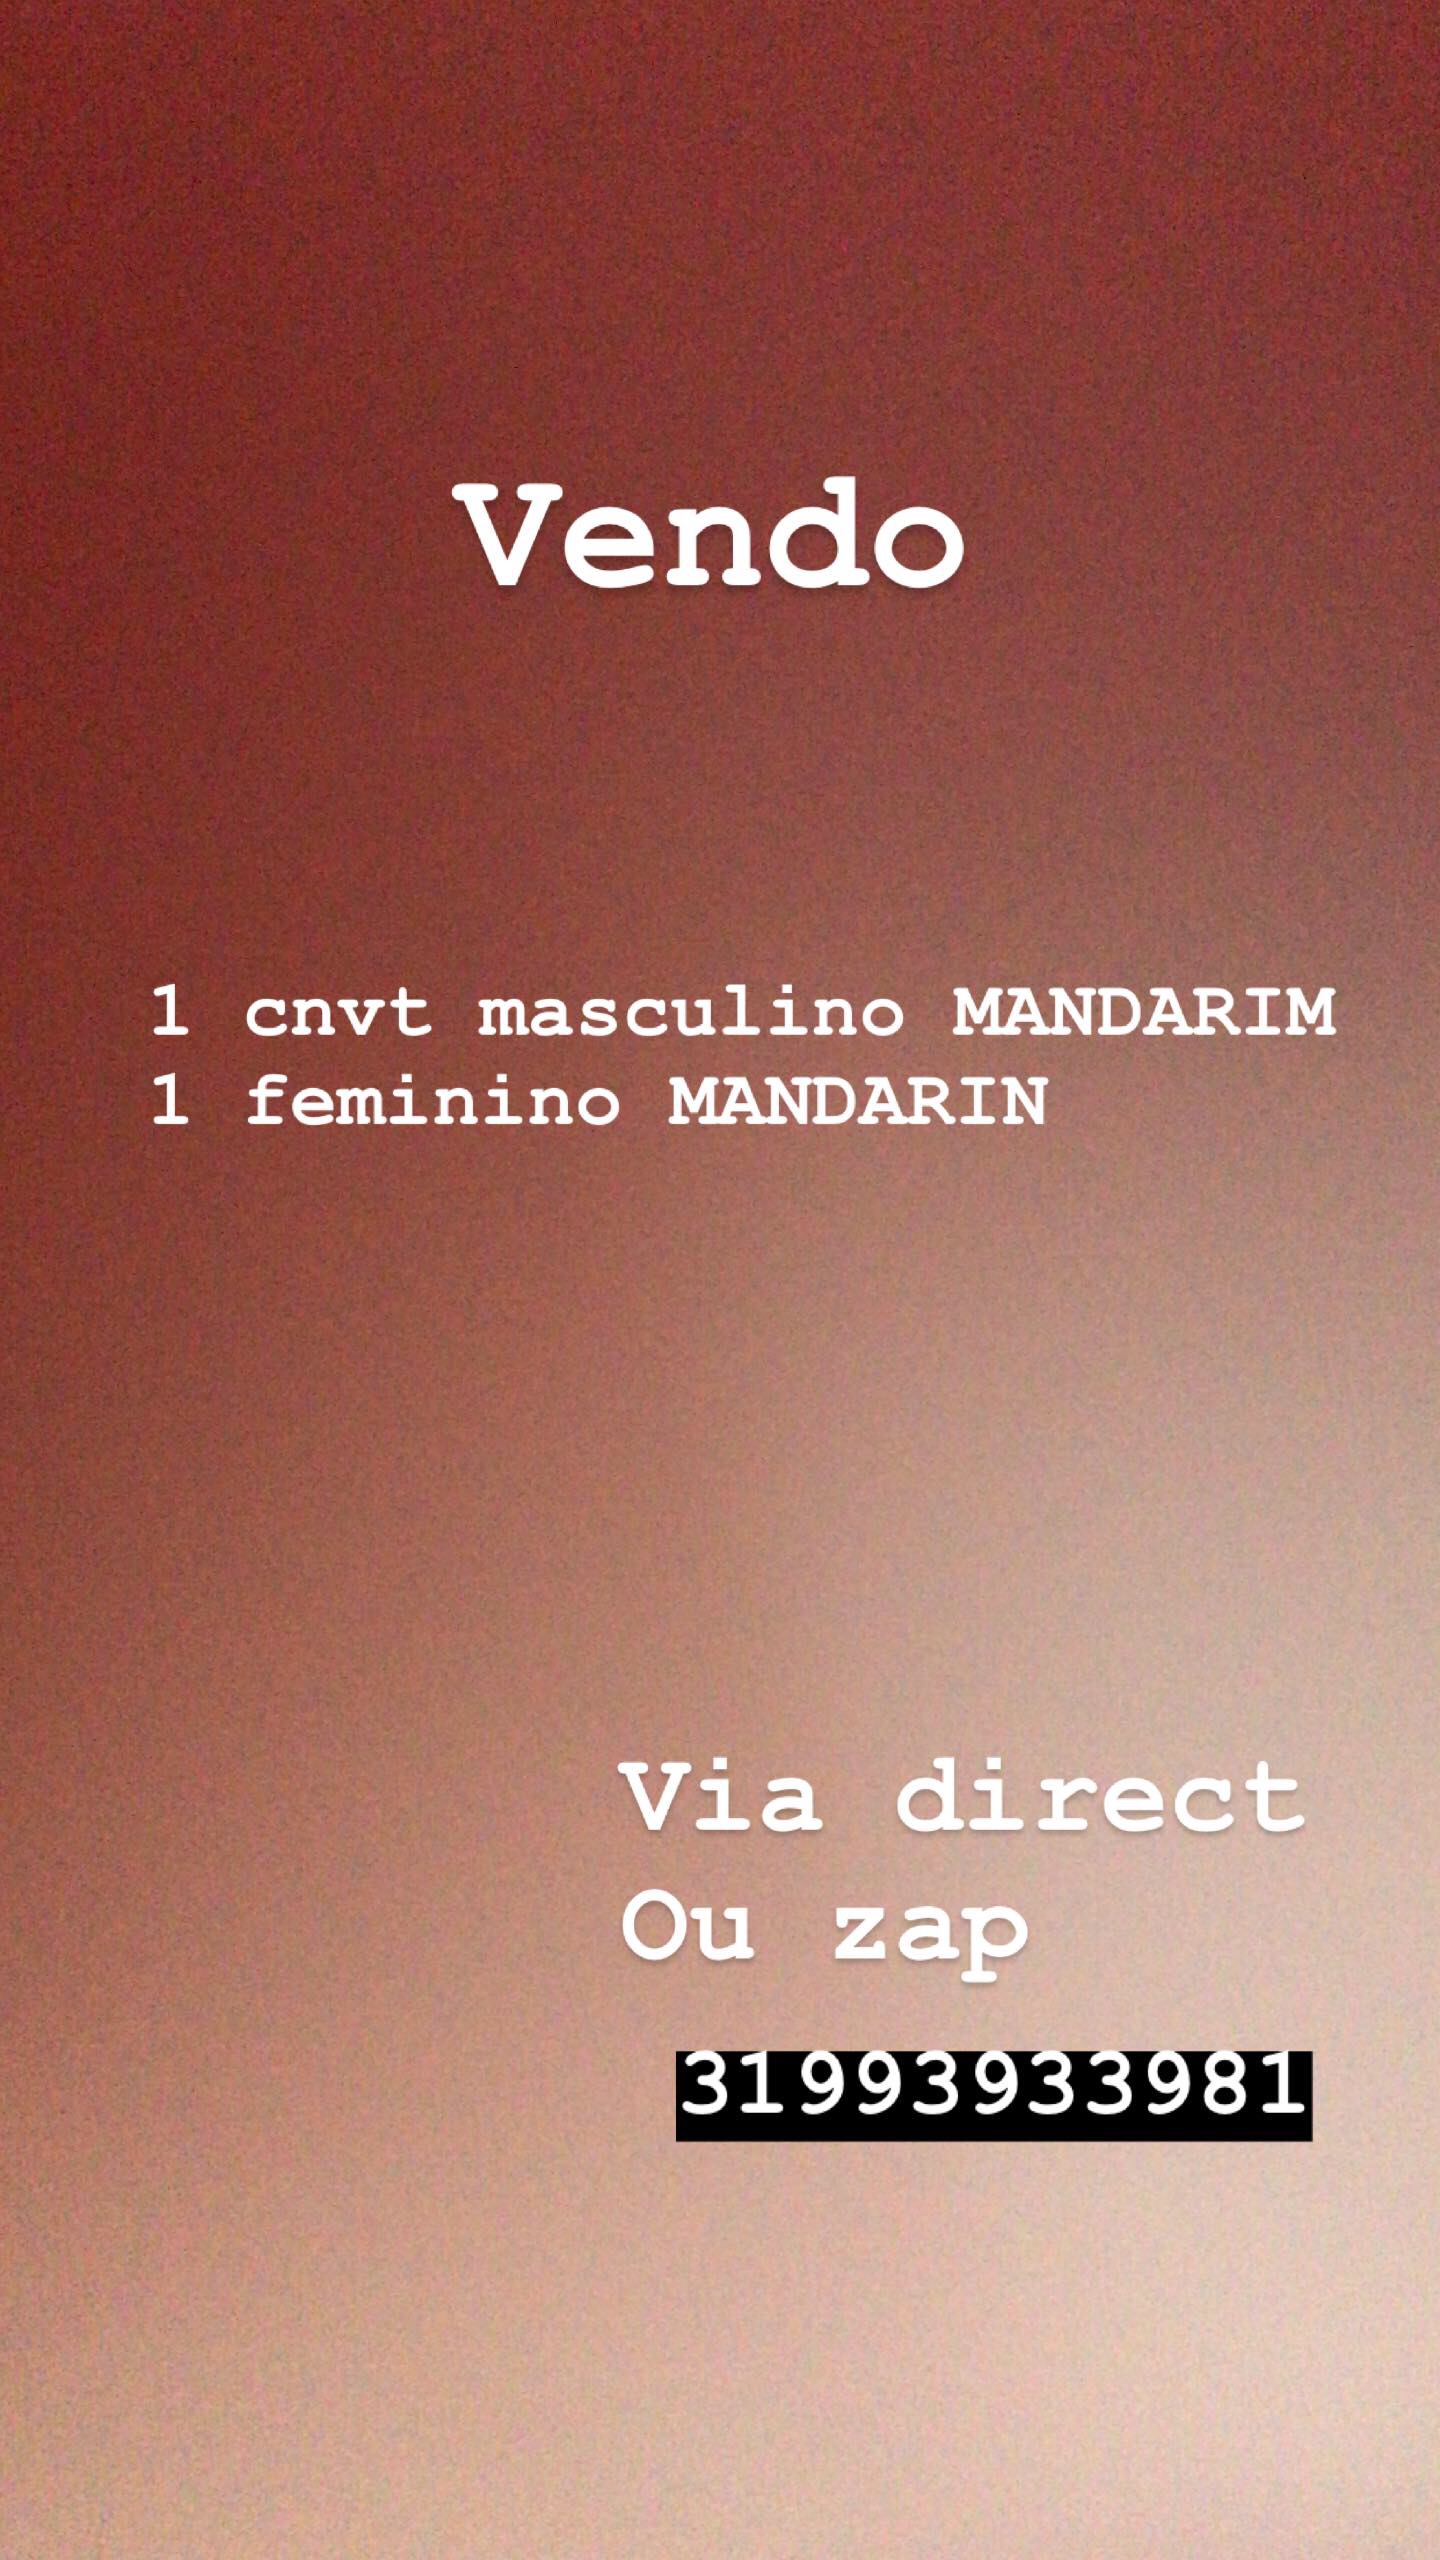 Vendo
1 cnvt masculino MANDARIM
1 feminino MANDARIN
Via direct
Ou zap
31993933981